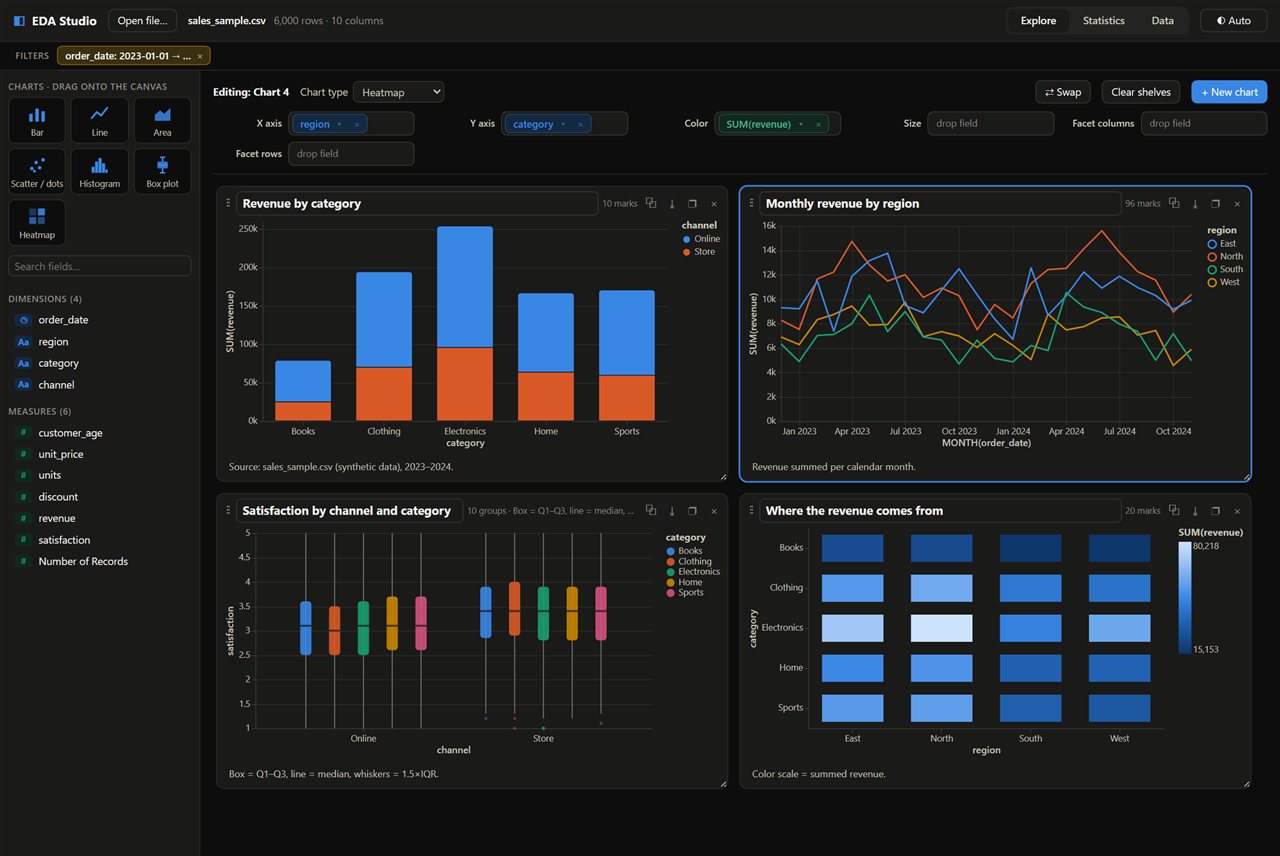 EDA Studio Open file... sales_sample.csv 6,000 rows · 10 columns Explore Statistics Data Auto
FILTERS order_date: 2023-01-01 → ... ×
CHARTS · DRAG ONTO THE CANVAS
Bar Line Area
Scatter / dots Histogram Box plot
Heatmap
Search fields...
DIMENSIONS (4)
order_date
Aa region
Aa category
Aa channel
MEASURES (6)
# customer_age
# unit_price
# units
# discount
# revenue
# satisfaction
# Number of Records
Editing: Chart 4 Chart type Heatmap ⇄ Swap Clear shelves + New chart
X axis region × Y axis category × Color SUM(revenue) × Size drop field Facet columns drop field
Facet rows drop field
Revenue by category 10 marks ×
250k
200k
150k
100k
50k
0k
SUM(revenue)
Books Clothing Electronics Home Sports
category
channel
Online
Store
Source: sales_sample.csv (synthetic data), 2023–2024.
Monthly revenue by region 96 marks ×
16k
14k
12k
10k
8k
6k
4k
2k
0k
SUM(revenue)
Jan 2023 Apr 2023 Jul 2023 Oct 2023 Jan 2024 Apr 2024 Jul 2024 Oct 2024
MONTH(order_date)
region
East
North
South
West
Revenue summed per calendar month.
Satisfaction by channel and category 10 groups · Box = Q1–Q3, line = median, ... ×
5
4.5
4
3.5
3
2.5
2
1.5
1
satisfaction
Online Store
channel
category
Books
Clothing
Electronics
Home
Sports
Box = Q1–Q3, line = median, whiskers = 1.5×IQR.
Where the revenue comes from 20 marks ×
Books
Clothing
Electronics
Home
Sports
category
East North South West
region
SUM(revenue)
80,218
15,153
Color scale = summed revenue.